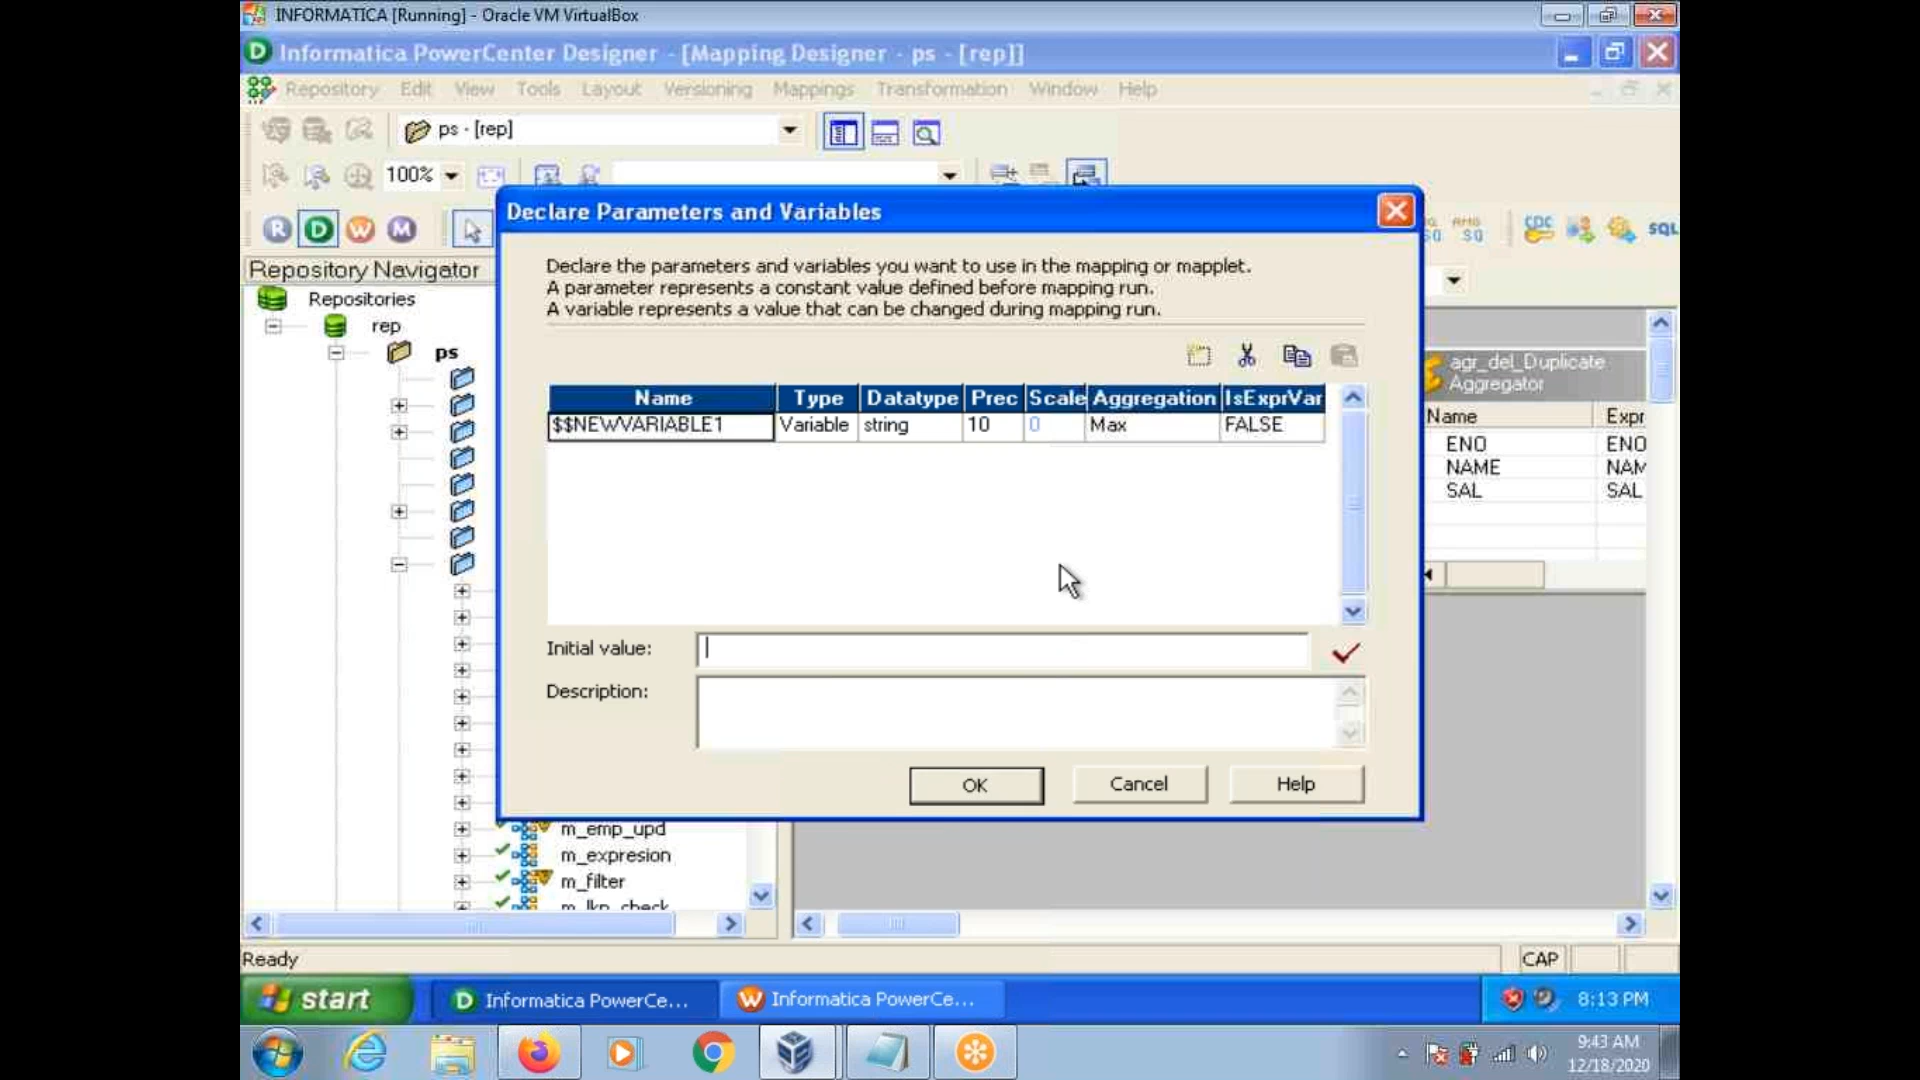 INFORMATICA [Running] - Oracle VM VirtualBox
Informatica PowerCenter Designer - [Mapping Designer - ps - [rep]]
Repository Edit View Tools Layout Versioning Mappings Transformation Window Help
ps - [rep]
100%
R D W M
SQ SQ CDC SQL
Declare Parameters and Variables
Declare the parameters and variables you want to use in the mapping or mapplet.
A parameter represents a constant value defined before mapping run.
A variable represents a value that can be changed during mapping run.
Name Type Datatype Prec Scale Aggregation IsExprVar
$$NEWVARIABLE1 Variable string 10 0 Max FALSE
Initial value:
Description:
OK Cancel Help
Repository Navigator
Repositories
rep
ps
m_emp_upd
m_expresion
m_filter
m_lkp_check
agr_del_Duplicate
Aggregator
Name Expr
ENO ENO
NAME NAM
SAL SAL
Ready
CAP
start
D Informatica PowerCe...
W Informatica PowerCe...
8:13 PM
9:43 AM
12/18/2020